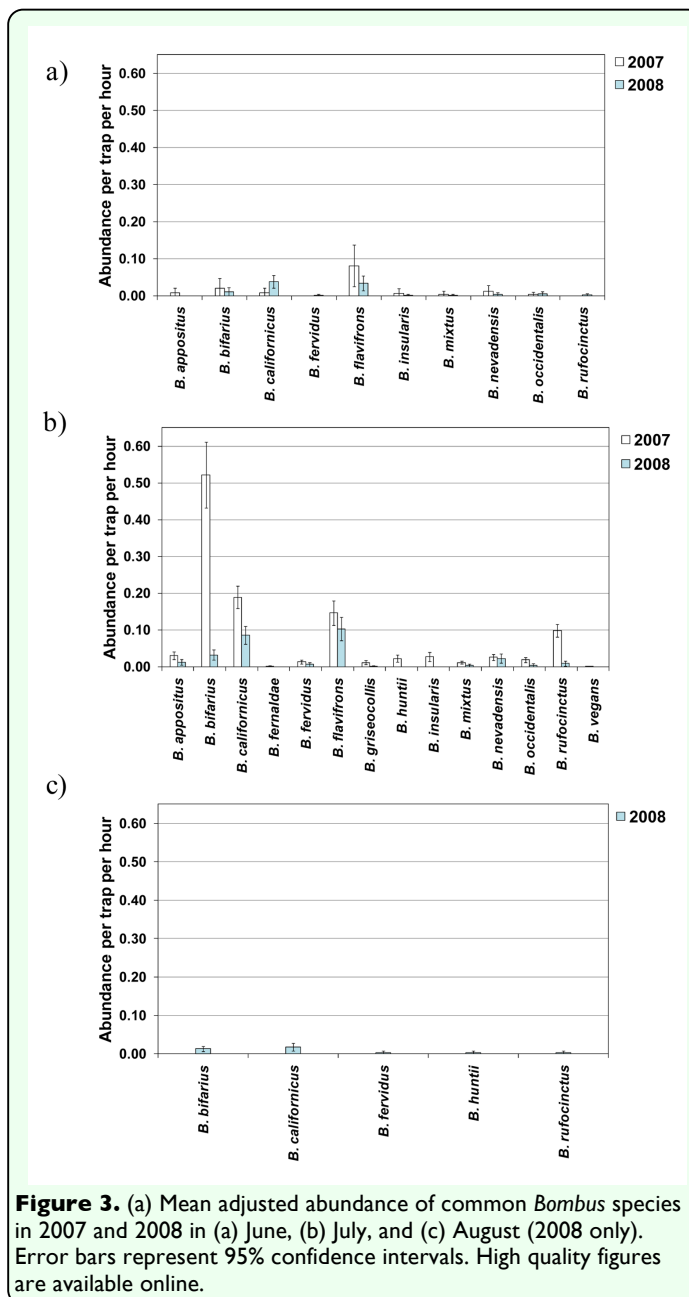 a)
Abundance per trap per hour
0.60
0.50
0.40
0.30
0.20
0.10
0.00
2007
2008
B. appositus
B. bifarius
B. californicus
B. fervidus
B. flavifrons
B. insularis
B. mixtus
B. nevadensis
B. occidentalis
B. rufocinctus
b)
Abundance per trap per hour
0.60
0.50
0.40
0.30
0.20
0.10
0.00
2007
2008
B. appositus
B. bifarius
B. californicus
B. fernaldae
B. fervidus
B. flavifrons
B. griseocollis
B. huntii
B. insularis
B. mixtus
B. nevadensis
B. occidentalis
B. rufocinctus
B. vegans
c)
Abundance per trap per hour
0.60
0.50
0.40
0.30
0.20
0.10
0.00
2008
B. bifarius
B. californicus
B. fervidus
B. huntii
B. rufocinctus
Figure 3. (a) Mean adjusted abundance of common Bombus species
in 2007 and 2008 in (a) June, (b) July, and (c) August (2008 only).
Error bars represent 95% confidence intervals. High quality figures
are available online.